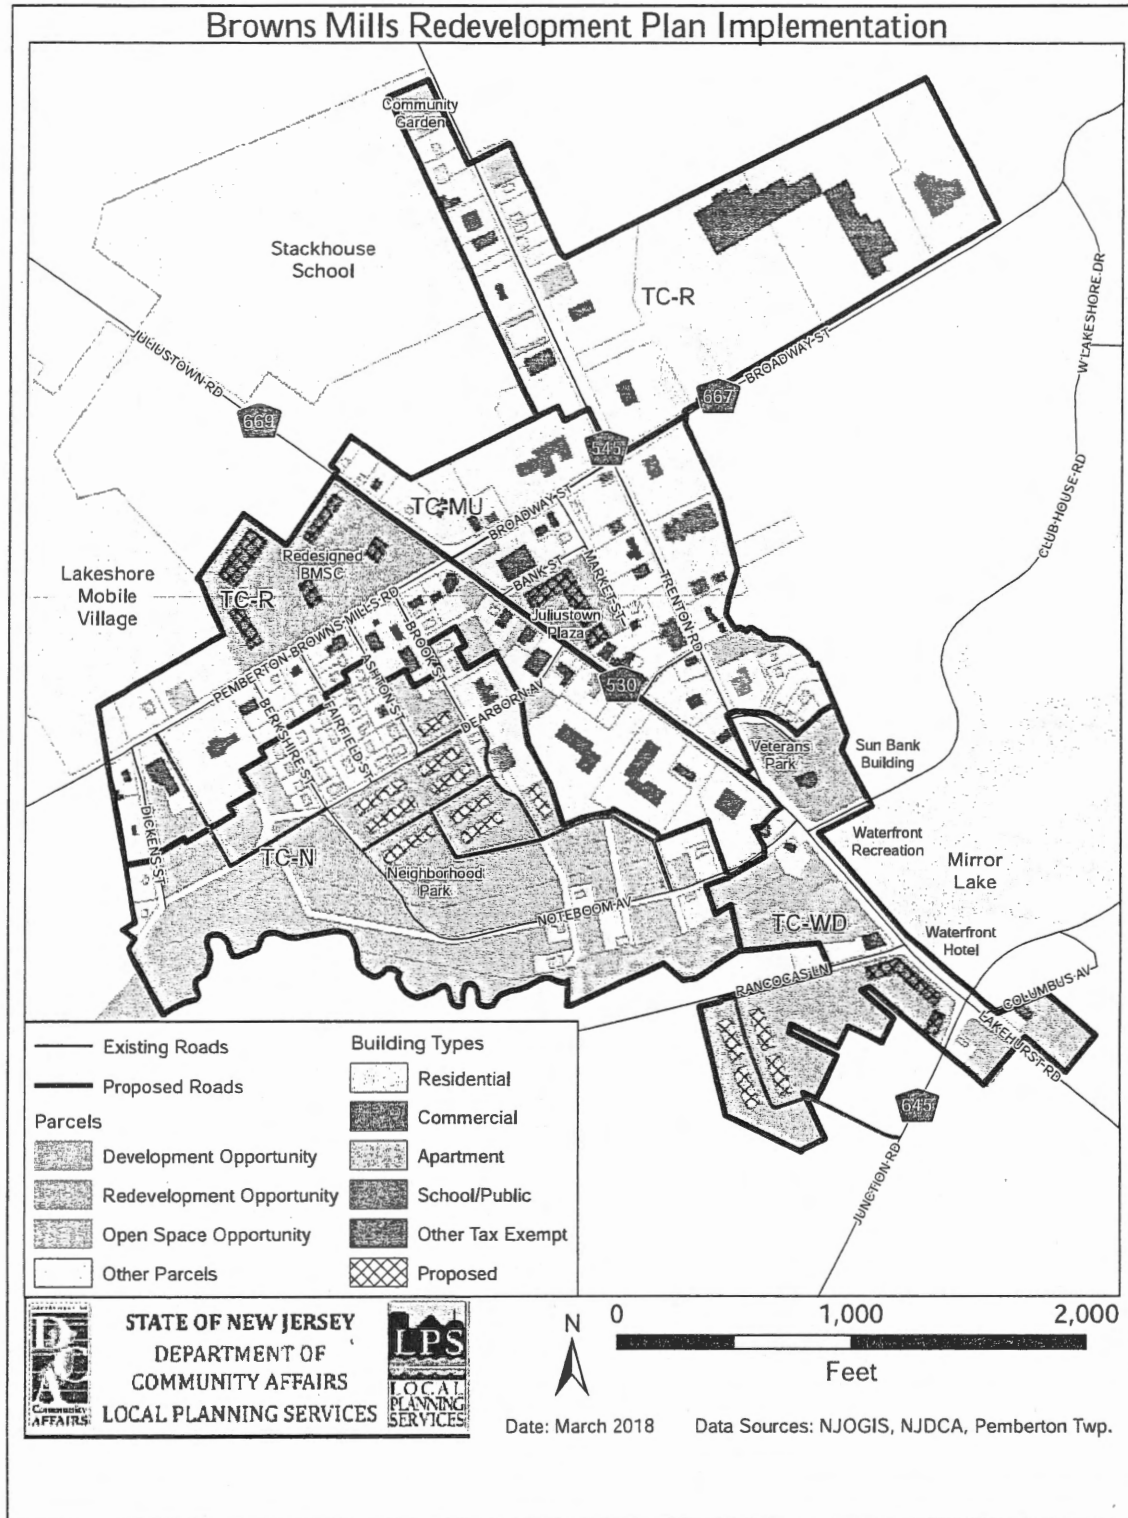 Browns Mills Redevelopment Plan Implementation
Community
Garden
Stackhouse
School
TC-R
W LAKESHORE DR
JULIUSTOWN RD
669
667
BROADWAY ST
545
CLUB HOUSE RD
TC-MU
BROADWAY ST
Redesigned
BMSC
Lakeshore
Mobile
Village
TC-R
BANK ST
MARKET ST
TRENTON RD
Juliustown
Plaza
PEMBERTON BROWNS MILLS RD
BROOK ST
ASHTON ST
530
DEARBORN AV
FAIRFIELD ST
BERKSHIRE ST
Veterans
Park
Sun Bank
Building
DICKENS ST
TC-N
Waterfront
Recreation
Mirror
Lake
Neighborhood
Park
NOTEBOOM AV
TC-WD
Waterfront
Hotel
RANCOCAS LN
COLUMBUS AV
LAKEHURST RD
645
JUNCTION RD
Existing Roads
Proposed Roads
Parcels
Development Opportunity
Redevelopment Opportunity
Open Space Opportunity
Other Parcels
Building Types
Residential
Commercial
Apartment
School/Public
Other Tax Exempt
Proposed
DCA
Community
AFFAIRS
STATE OF NEW JERSEY
DEPARTMENT OF
COMMUNITY AFFAIRS
LOCAL PLANNING SERVICES
LPS
LOCAL
PLANNING
SERVICES
N
0 1,000 2,000
Feet
Date: March 2018 Data Sources: NJOGIS, NJDCA, Pemberton Twp.